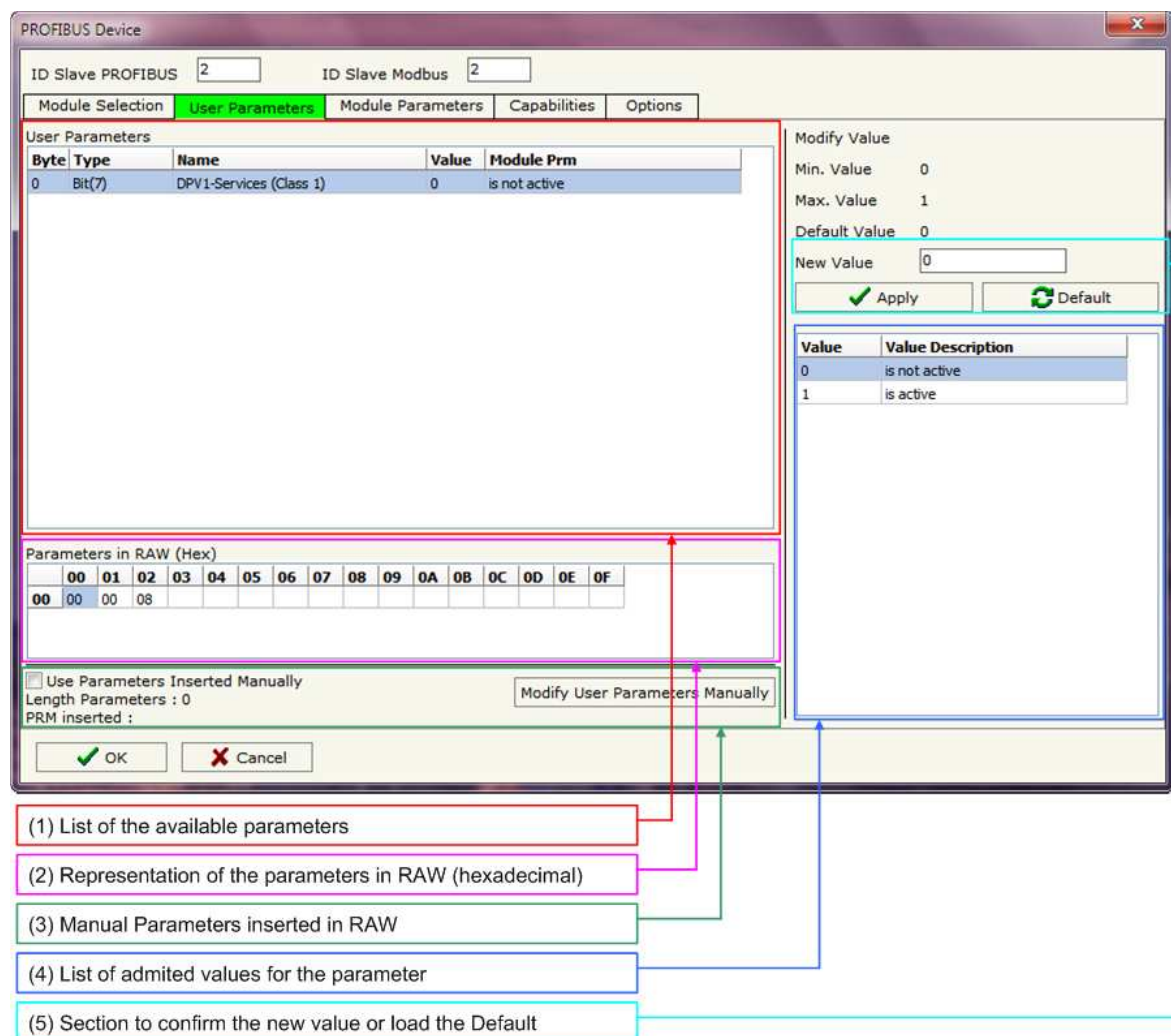 PROFIBUS Device
ID Slave PROFIBUS 2 ID Slave Modbus 2
Module Selection User Parameters Module Parameters Capabilities Options
User Parameters
Byte Type Name Value Module Prm
0 Bit(7) DPV1-Services (Class 1) 0 is not active
Modify Value
Min. Value 0
Max. Value 1
Default Value 0
New Value 0
Apply Default
Value Value Description
0 is not active
1 is active
Parameters in RAW (Hex)
00 01 02 03 04 05 06 07 08 09 0A 0B 0C 0D 0E 0F
00 00 00 08
Use Parameters Inserted Manually
Length Parameters : 0
PRM inserted :
Modify User Parameters Manually
OK Cancel
(1) List of the available parameters
(2) Representation of the parameters in RAW (hexadecimal)
(3) Manual Parameters inserted in RAW
(4) List of admited values for the parameter
(5) Section to confirm the new value or load the Default